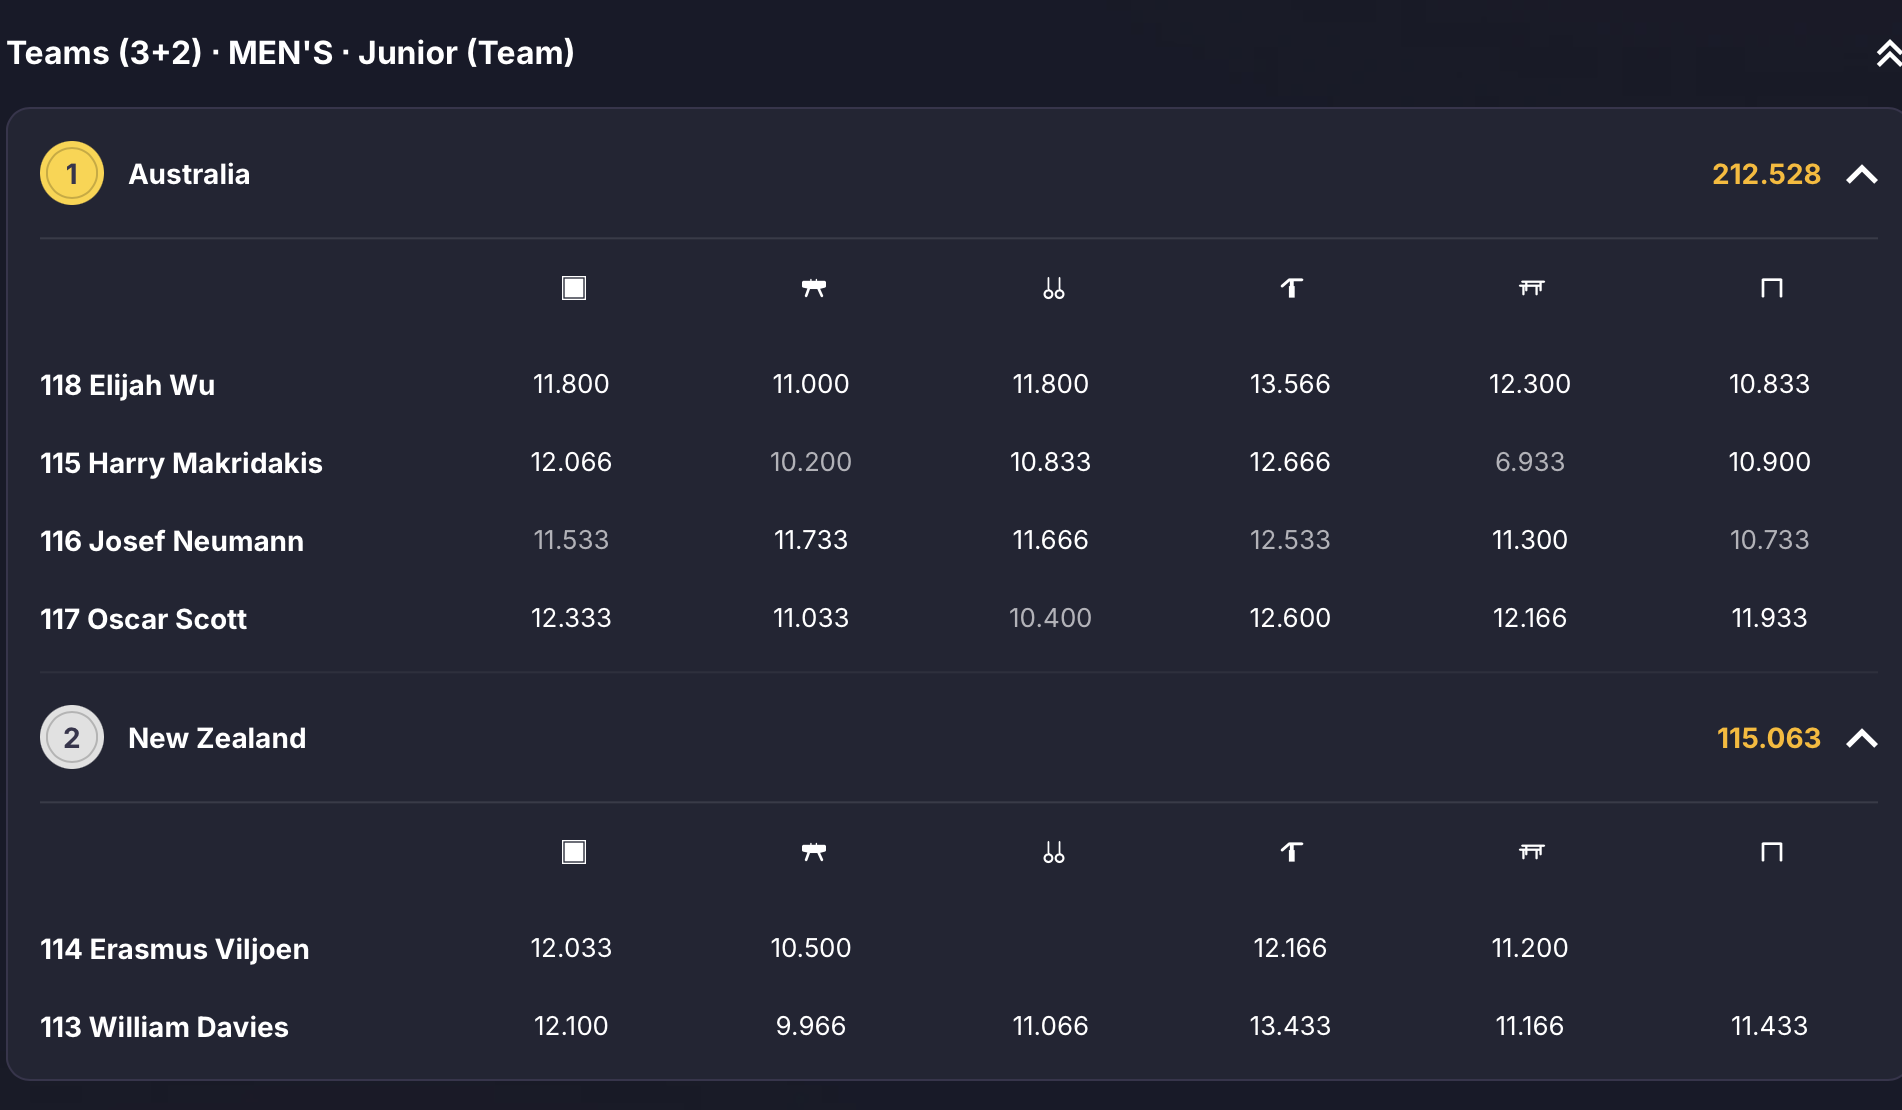 Teams (3+2) · MEN'S · Junior (Team)
1 Australia 212.528
118 Elijah Wu 11.800 11.000 11.800 13.566 12.300 10.833
115 Harry Makridakis 12.066 10.200 10.833 12.666 6.933 10.900
116 Josef Neumann 11.533 11.733 11.666 12.533 11.300 10.733
117 Oscar Scott 12.333 11.033 10.400 12.600 12.166 11.933
2 New Zealand 115.063
114 Erasmus Viljoen 12.033 10.500 12.166 11.200
113 William Davies 12.100 9.966 11.066 13.433 11.166 11.433